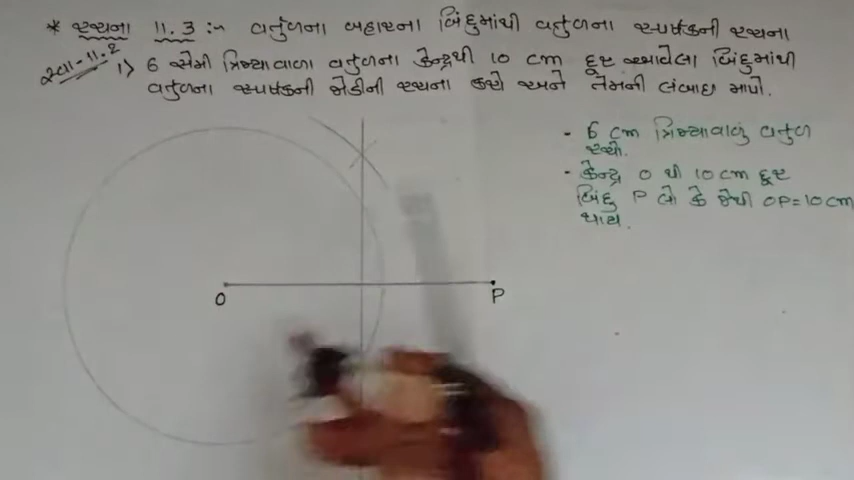 * રચના 11.3 :- વર્તુળના બહારના બિંદુમાંથી વર્તુળના સ્પર્શકની રચના
સ્વા-11.2
1) 6 સેમી ત્રિજ્યાવાળા વર્તુળના કેન્દ્રથી 10 cm દૂર આવેલા બિંદુમાંથી
વર્તુળના સ્પર્શકની જોડીની રચના કરો અને તેમની લંબાઇ માપો.
- 6 cm ત્રિજ્યાવાળું વર્તુળ
રચો.
- કેન્દ્ર O થી 10 cm દૂર
બિંદુ P લો કે જેથી OP = 10 cm
થાય.
O
P